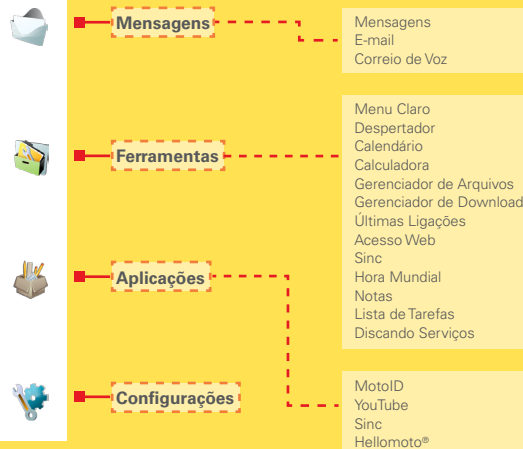 Mensagens
Mensagens
E-mail
Correio de Voz
Ferramentas
Menu Claro
Despertador
Calendário
Calculadora
Gerenciador de Arquivos
Gerenciador de Download
Últimas Ligações
Acesso Web
Sinc
Hora Mundial
Notas
Lista de Tarefas
Discando Serviços
Aplicações
MotoID
YouTube
Sinc
Hellomoto®
Configurações